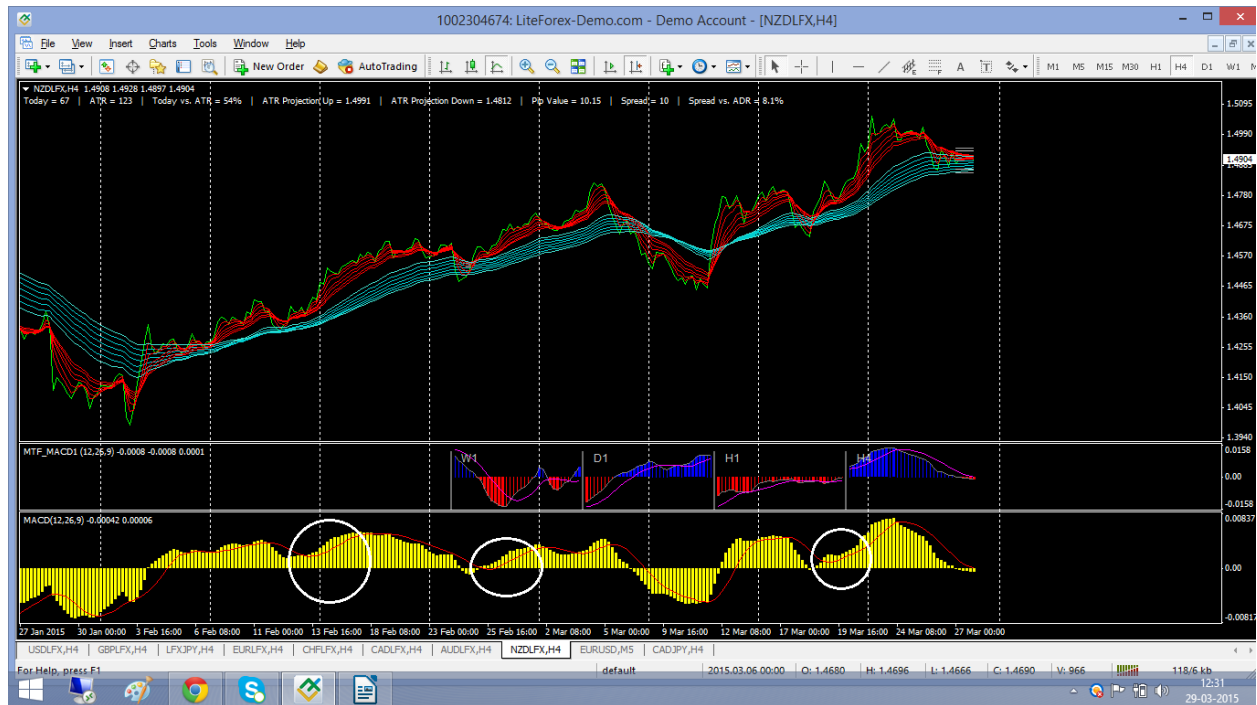 1002304674: LiteForex-Demo.com - Demo Account - [NZDLFX,H4]
File View Insert Charts Tools Window Help
New Order AutoTrading A T M1 M5 M15 M30 H1 H4 D1 W1
NZDLFX,H4 1.4908 1.4928 1.4897 1.4904
Today = 67 | ATR = 123 | Today vs. ATR = 54% | ATR Projection Up = 1.4991 | ATR Projection Down = 1.4812 | Pip Value = 10.15 | Spread = 10 | Spread vs. ADR = 8.1%
1.5095
1.4990
1.4904
1.4885
1.4780
1.4675
1.4570
1.4465
1.4360
1.4255
1.4150
1.4045
1.3940
MTF_MACD1 (12,26,9) -0.0008 -0.0008 0.0001
W1 D1 H1 H4
0.0158
0.00
-0.0158
MACD(12,26,9) -0.00042 0.00006
0.00837
0.00
-0.00817
27 Jan 2015 30 Jan 00:00 3 Feb 16:00 6 Feb 08:00 11 Feb 00:00 13 Feb 16:00 18 Feb 08:00 23 Feb 00:00 25 Feb 16:00 2 Mar 08:00 5 Mar 00:00 9 Mar 16:00 12 Mar 08:00 17 Mar 00:00 19 Mar 16:00 24 Mar 08:00 27 Mar 00:00
USDLFX,H4 | GBPLFX,H4 | LFXJPY,H4 | EURLFX,H4 | CHFLFX,H4 | CADLFX,H4 | AUDLFX,H4 | NZDLFX,H4 | EURUSD,M5 | CADJPY,H4 |
For Help, press F1 default 2015.03.06 00:00 O: 1.4680 H: 1.4696 L: 1.4666 C: 1.4690 V: 966 118/6 kb
12:31
29-03-2015